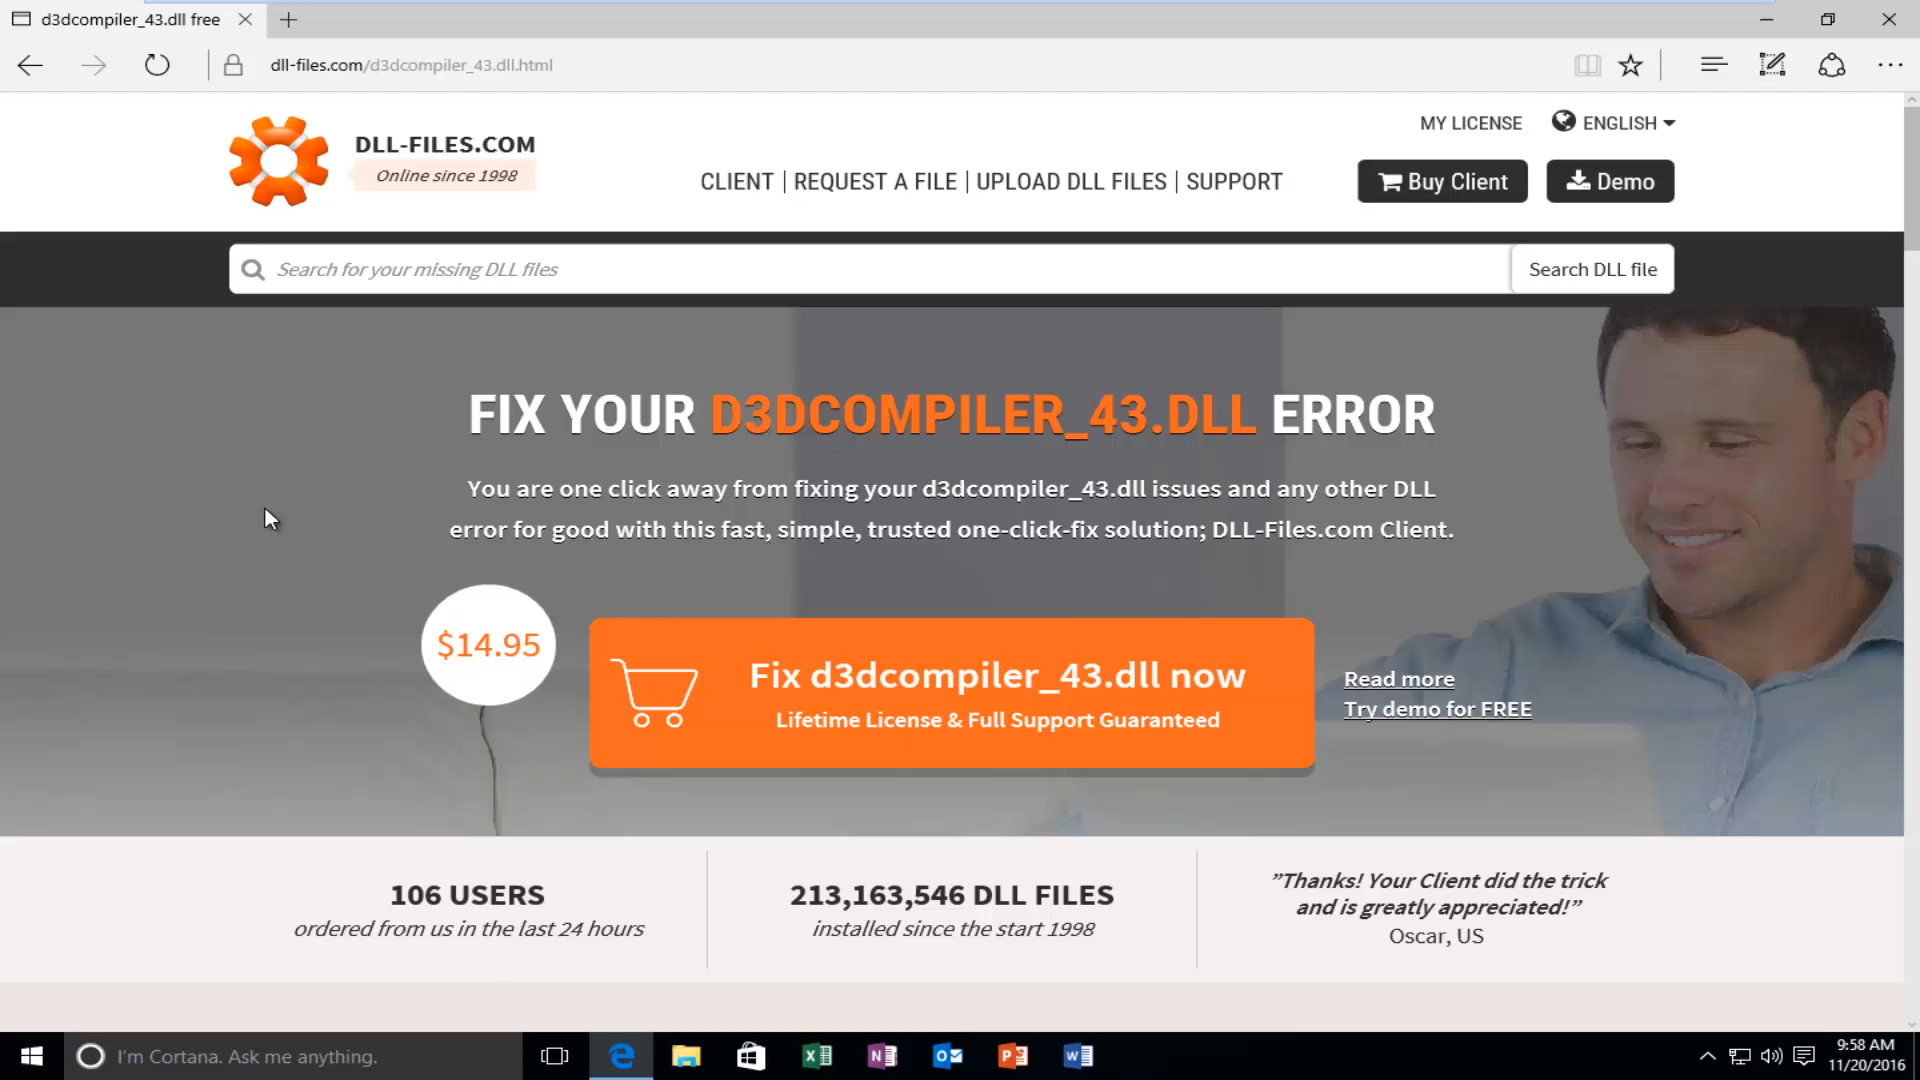 d3dcompiler_43.dll free
dll-files.com/d3dcompiler_43.dll.html
MY LICENSE
ENGLISH
DLL-FILES.COM
Online since 1998
CLIENT | REQUEST A FILE | UPLOAD DLL FILES | SUPPORT
Buy Client
Demo
Search for your missing DLL files
Search DLL file
FIX YOUR D3DCOMPILER_43.DLL ERROR
You are one click away from fixing your d3dcompiler_43.dll issues and any other DLL
error for good with this fast, simple, trusted one-click-fix solution; DLL-Files.com Client.
$14.95
Fix d3dcompiler_43.dll now
Lifetime License & Full Support Guaranteed
Read more
Try demo for FREE
106 USERS
ordered from us in the last 24 hours
213,163,546 DLL FILES
installed since the start 1998
”Thanks! Your Client did the trick
and is greatly appreciated!”
Oscar, US
I'm Cortana. Ask me anything.
9:58 AM
11/20/2016